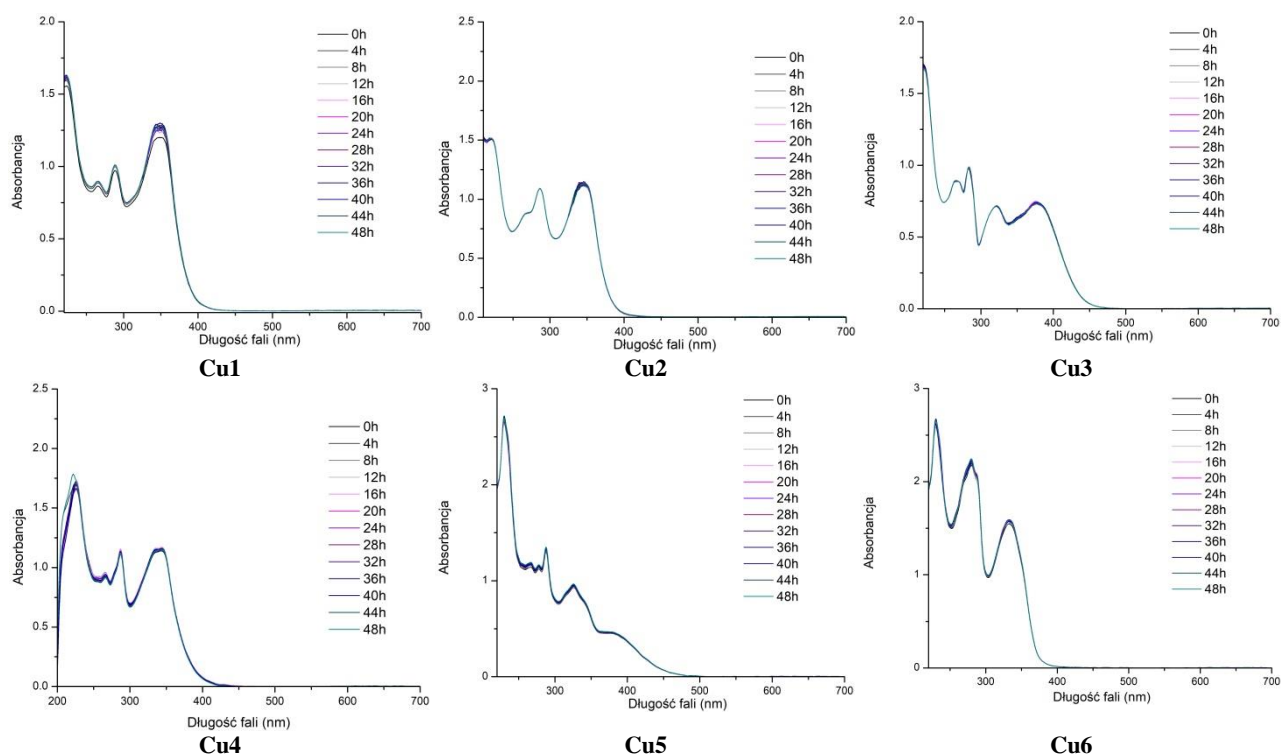 Absorbancja
2.0
1.5
1.0
0.5
0.0
300 400 500 600 700
Długość fali (nm)
0h
4h
8h
12h
16h
20h
24h
28h
32h
36h
40h
44h
48h
Cu1
Absorbancja
2.5
2.0
1.5
1.0
0.5
0.0
300 400 500 600 700
Długość fali (nm)
0h
4h
8h
12h
16h
20h
24h
28h
32h
36h
40h
44h
48h
Cu2
Absorbancja
2.0
1.5
1.0
0.5
0.0
300 400 500 600 700
Długość fali (nm)
0h
4h
8h
12h
16h
20h
24h
28h
32h
36h
40h
44h
48h
Cu3
Absorbancja
2.5
2.0
1.5
1.0
0.5
0.0
200 300 400 500 600 700
Długość fali (nm)
0h
4h
8h
12h
16h
20h
24h
28h
32h
36h
40h
44h
48h
Cu4
Absorbancja
3
2
1
0
300 400 500 600 700
Długość fali (nm)
0h
4h
8h
12h
16h
20h
24h
28h
32h
36h
40h
44h
48h
Cu5
Absorbancja
3
2
1
0
300 400 500 600 700
Długość fali (nm)
0h
4h
8h
12h
16h
20h
24h
28h
32h
36h
40h
44h
48h
Cu6